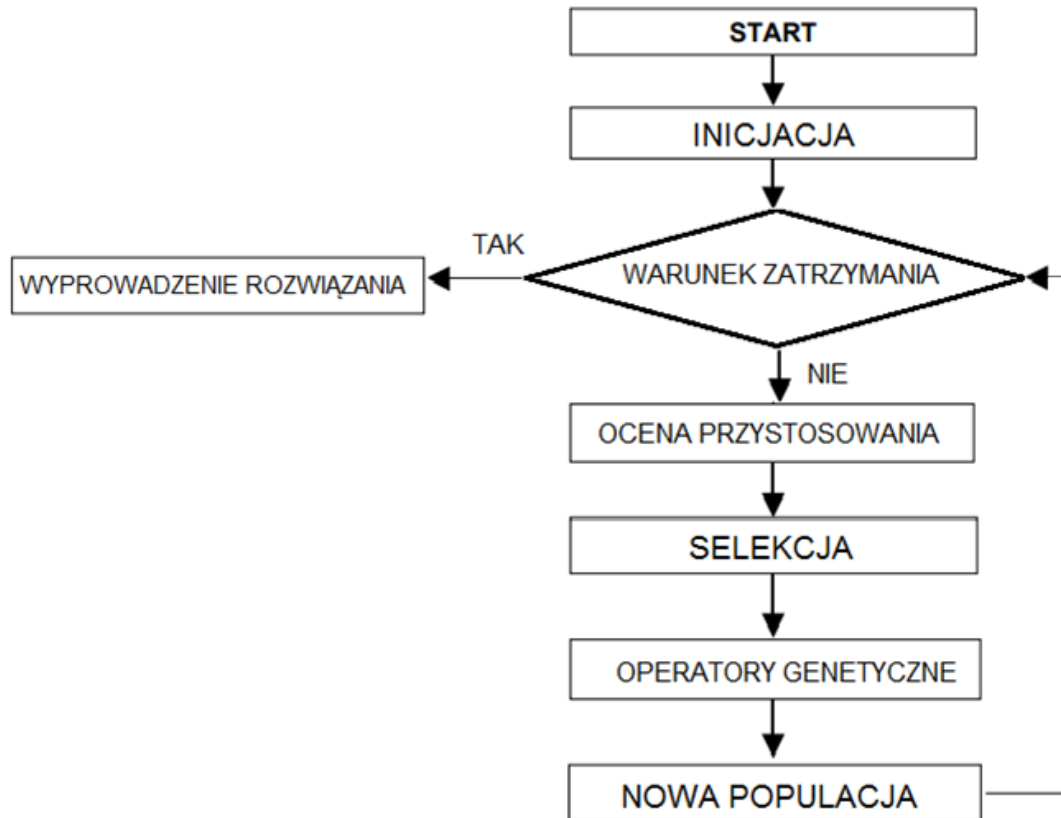 START
INICJACJA
WARUNEK ZATRZYMANIA
TAK
WYPROWADZENIE ROZWIĄZANIA
NIE
OCENA PRZYSTOSOWANIA
SELEKCJA
OPERATORY GENETYCZNE
NOWA POPULACJA